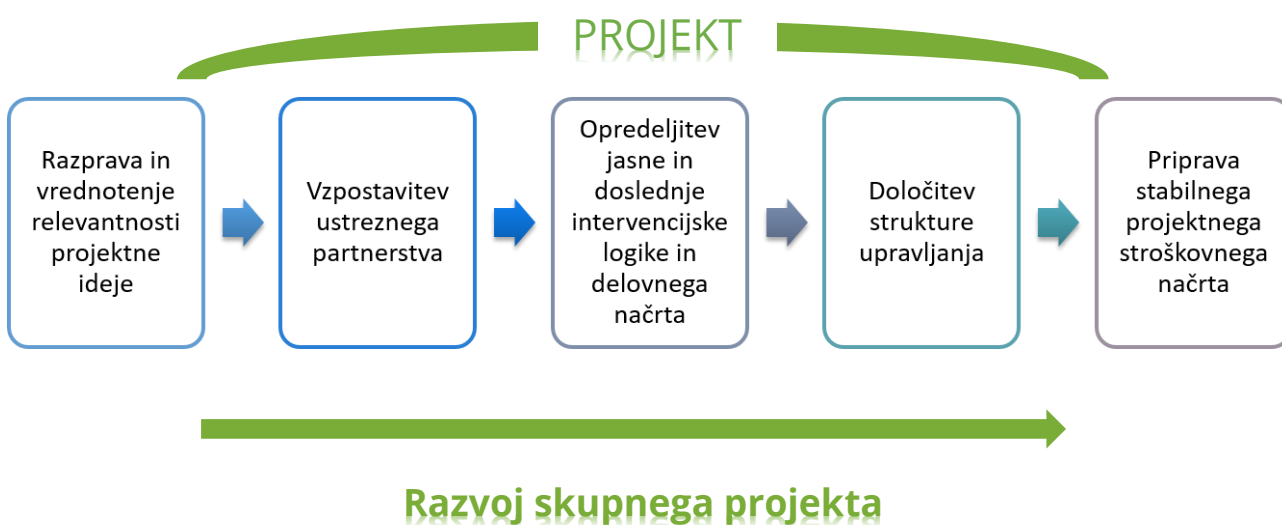 PROJEKT
Razprava in
vrednotenje
relevantnosti
projektne
ideje
Vzpostavitev
ustreznega
partnerstva
Opredeljitev
jasne in
doslednje
intervencijske
logike in
delovnega
načrta
Določitev
strukture
upravljanja
Priprava
stabilnega
projektnega
stroškovnega
načrta
Razvoj skupnega projekta